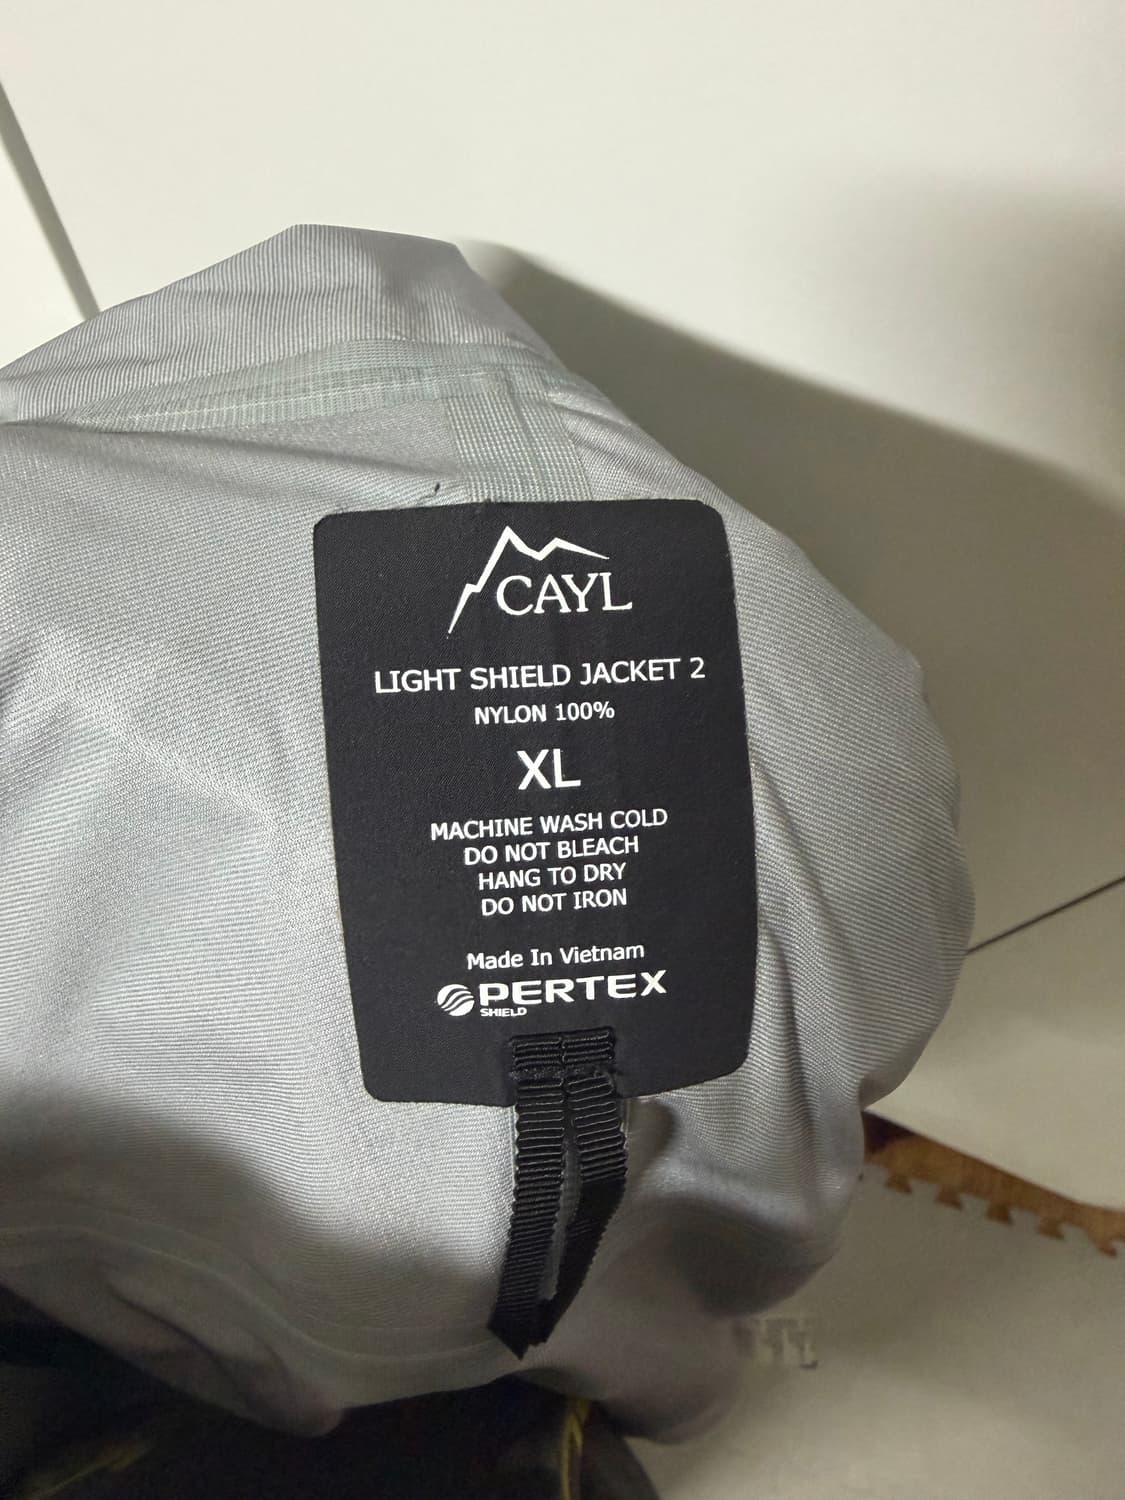 CAYL
LIGHT SHIELD JACKET 2
NYLON 100%
XL
MACHINE WASH COLD
DO NOT BLEACH
HANG TO DRY
DO NOT IRON
Made In Vietnam
PERTEX
SHIELD